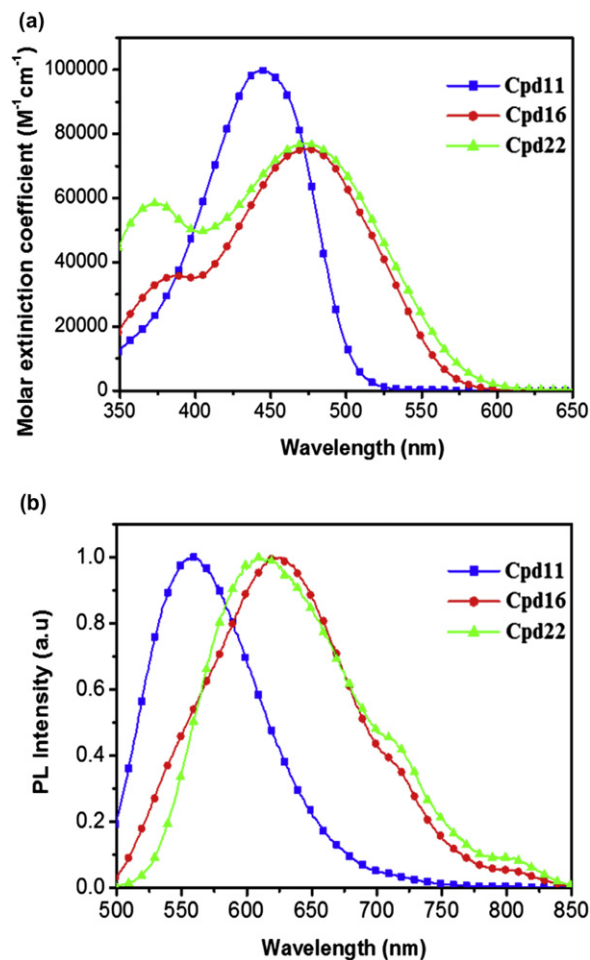 (a)
Molar extiniction coefficient (M⁻¹cm⁻¹)
100000
80000
60000
40000
20000
0
Cpd11
Cpd16
Cpd22
350 400 450 500 550 600 650
Wavelength (nm)
(b)
PL Intensity (a.u)
1.0
0.8
0.6
0.4
0.2
0.0
Cpd11
Cpd16
Cpd22
500 550 600 650 700 750 800 850
Wavelength (nm)